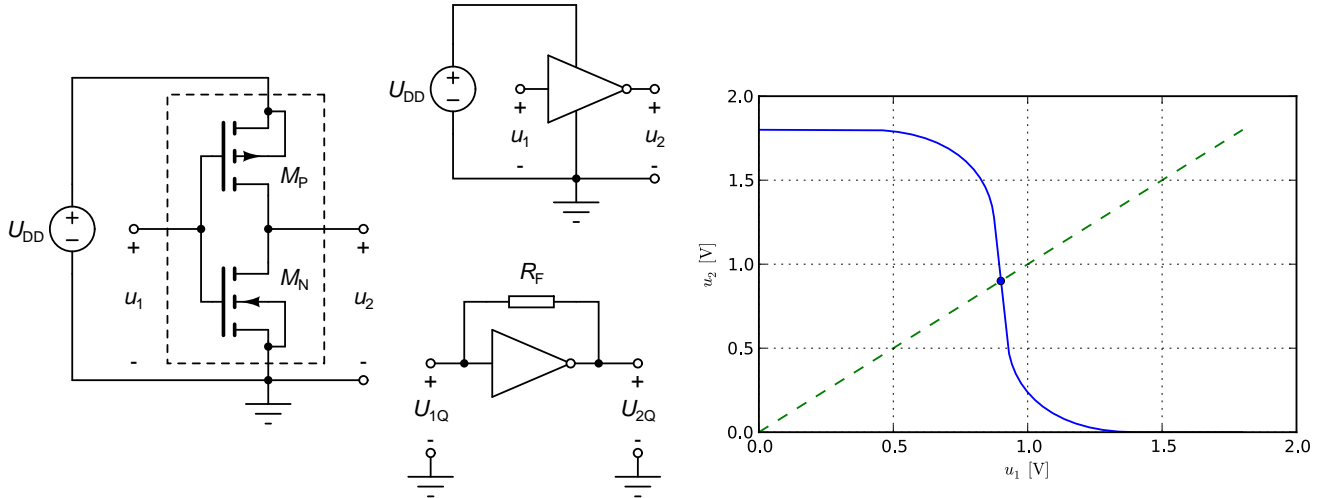 U_DD
+
−
M_P
M_N
+
u_1
-
+
u_2
-
U_DD
+
−
+
u_1
-
+
u_2
-
R_F
+
U_1Q
-
+
U_2Q
-
2.0
1.5
1.0
0.5
0.0
u_2 [V]
0.0 0.5 1.0 1.5 2.0
u_1 [V]